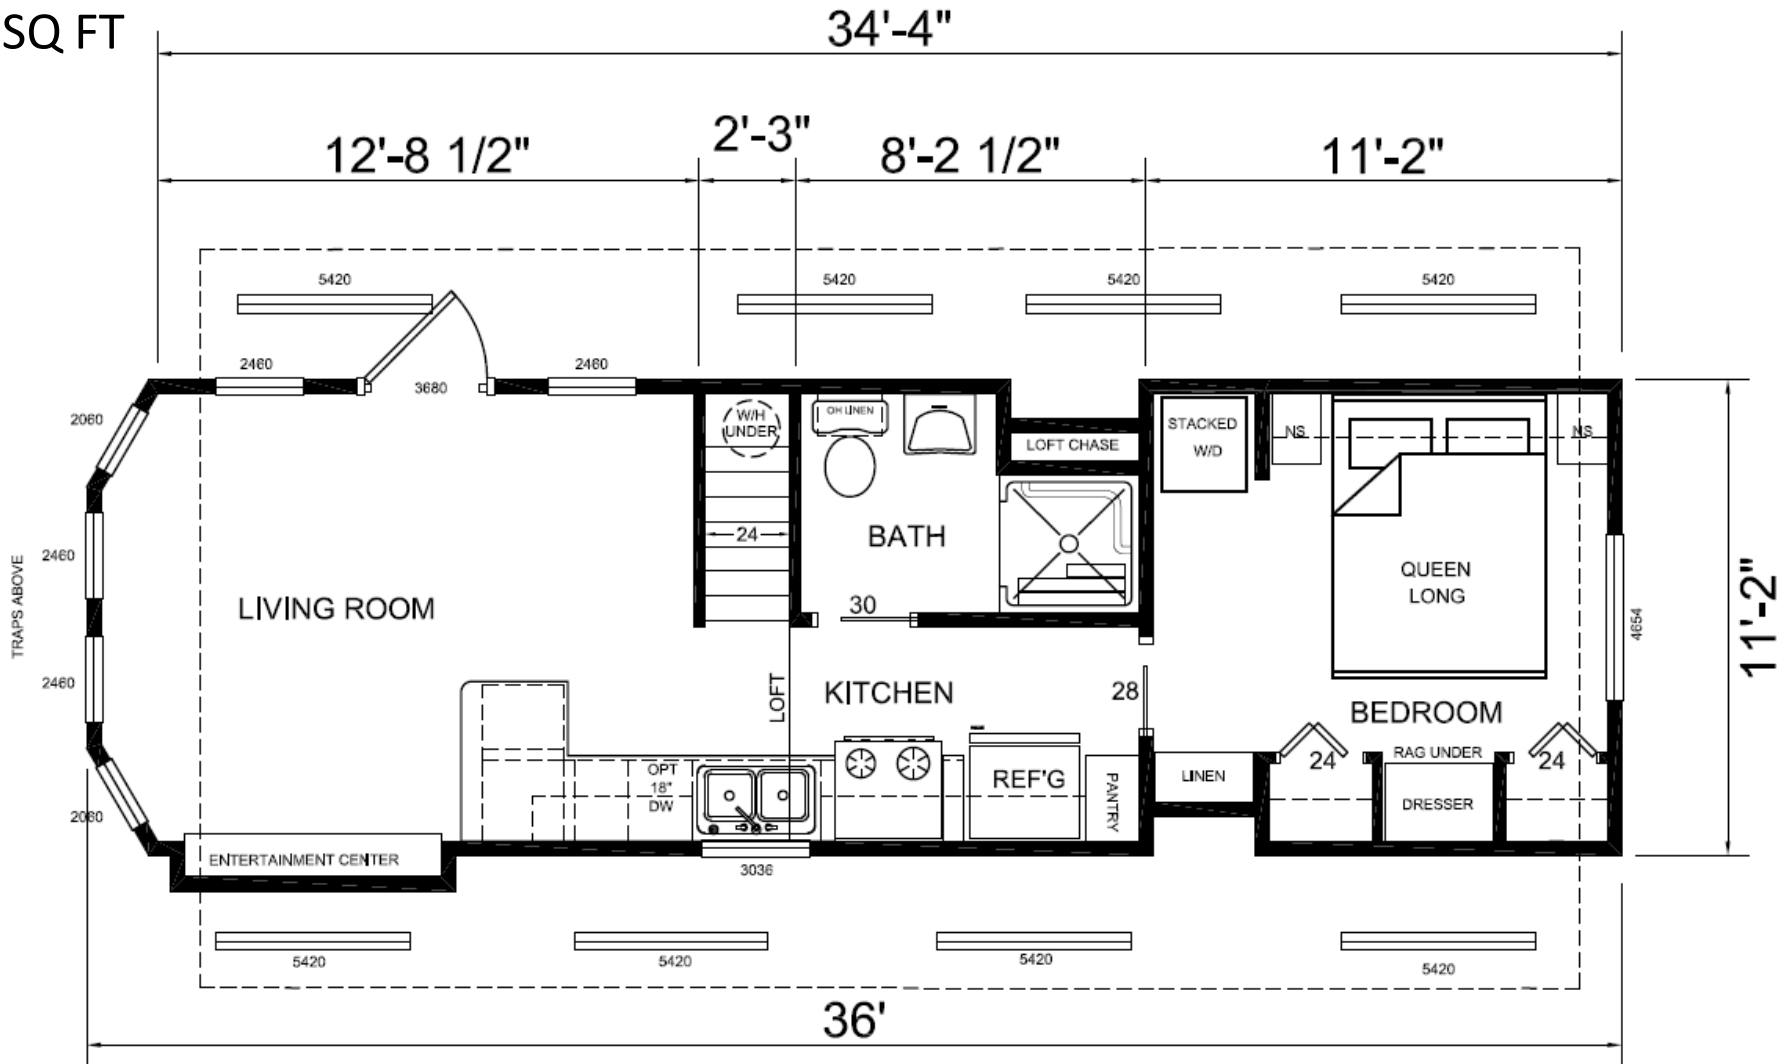 SQ FT
34'-4"
12'-8 1/2"
2'-3"
8'-2 1/2"
11'-2"
5420
5420
5420
5420
2460
3680
2460
2060
W/H
UNDER
OH LINEN
LOFT CHASE
STACKED
W/D
NS
NS
24
BATH
TRAPS ABOVE
2460
LIVING ROOM
30
QUEEN
LONG
4654
11'-2"
2460
LOFT
KITCHEN
28
BEDROOM
OPT
18"
DW
REF'G
PANTRY
LINEN
24
RAG UNDER
24
DRESSER
2060
ENTERTAINMENT CENTER
3036
5420
5420
5420
5420
36'